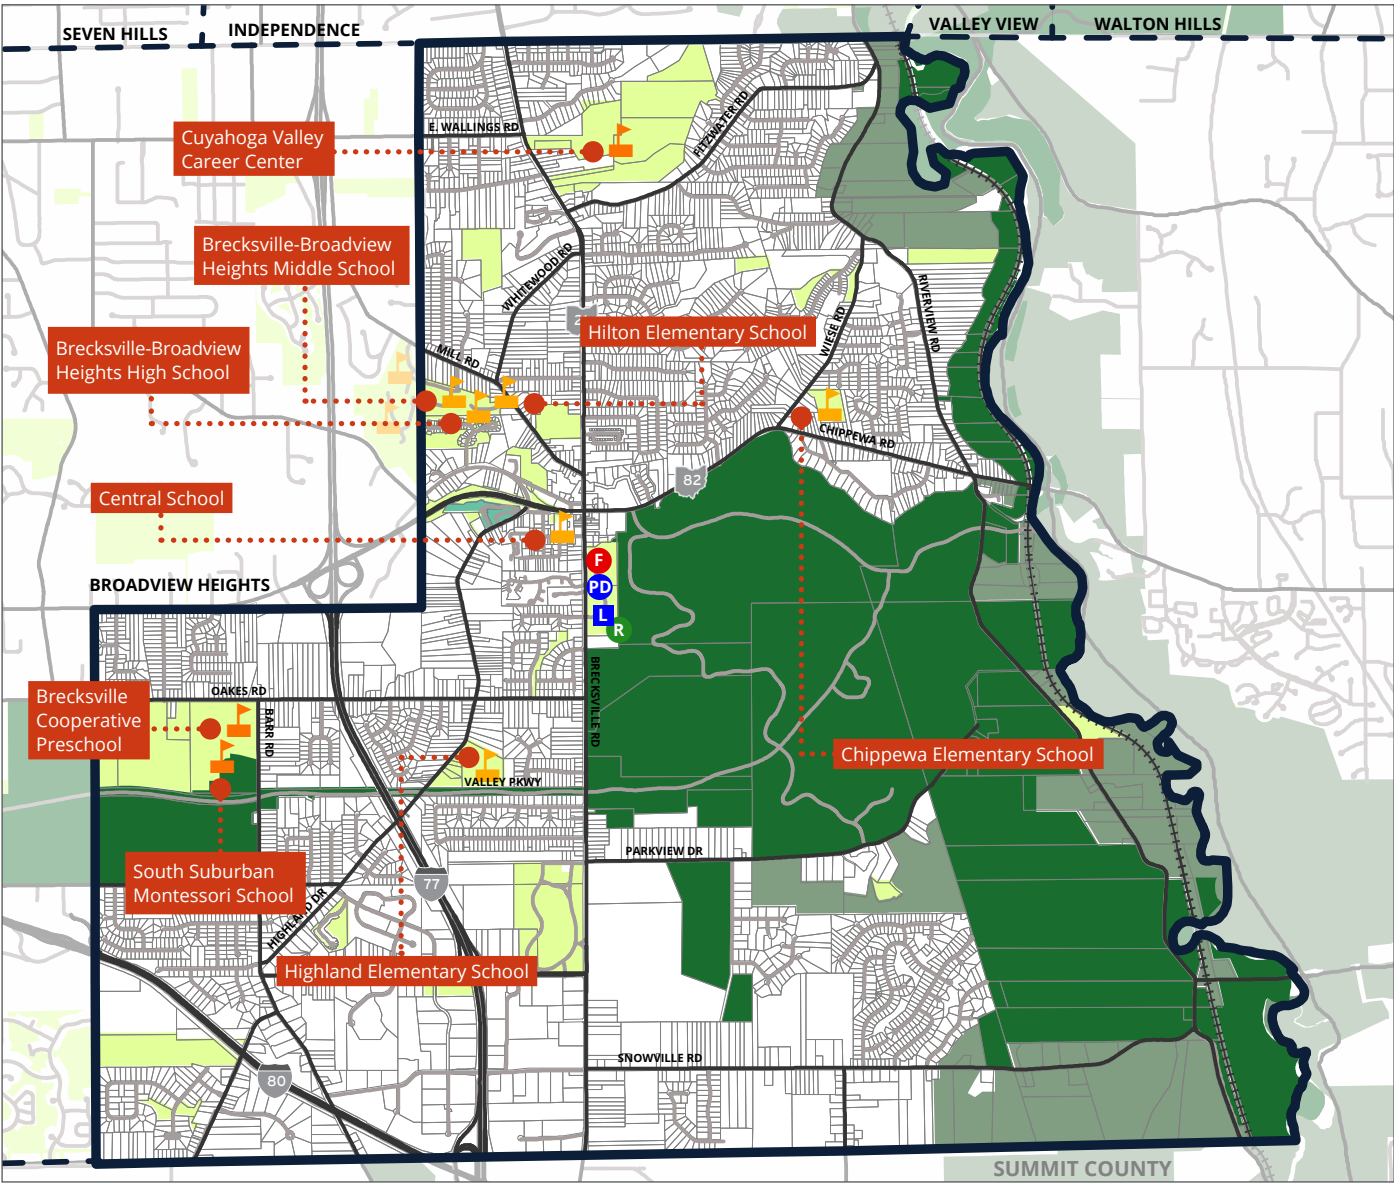 SEVEN HILLS
INDEPENDENCE
VALLEY VIEW
WALTON HILLS
E. WALLINGS RD
FITZWATER RD
Cuyahoga Valley
Career Center
Brecksville-Broadview
Heights Middle School
WHITEWOOD RD
RIVERVIEW RD
Hilton Elementary School
WIESE RD
Brecksville-Broadview
Heights High School
MILL RD
CHIPPEWA RD
82
Central School
F
PD
L
R
BROADVIEW HEIGHTS
BRECKSVILLE RD
OAKES RD
Brecksville
Cooperative
Preschool
BARR RD
Chippewa Elementary School
VALLEY PKWY
PARKVIEW DR
South Suburban
Montessori School
77
HIGHLAND DR
Highland Elementary School
SNOWVILLE RD
80
SUMMIT COUNTY